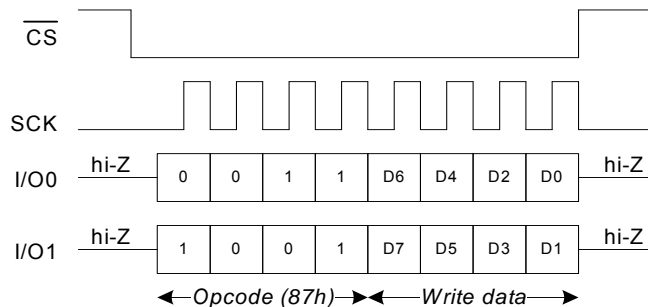 CS
SCK
hi-Z 0 0 1 1 D6 D4 D2 D0 hi-Z
I/O0
hi-Z 1 0 0 1 D7 D5 D3 D1 hi-Z
I/O1
Opcode (87h) Write data